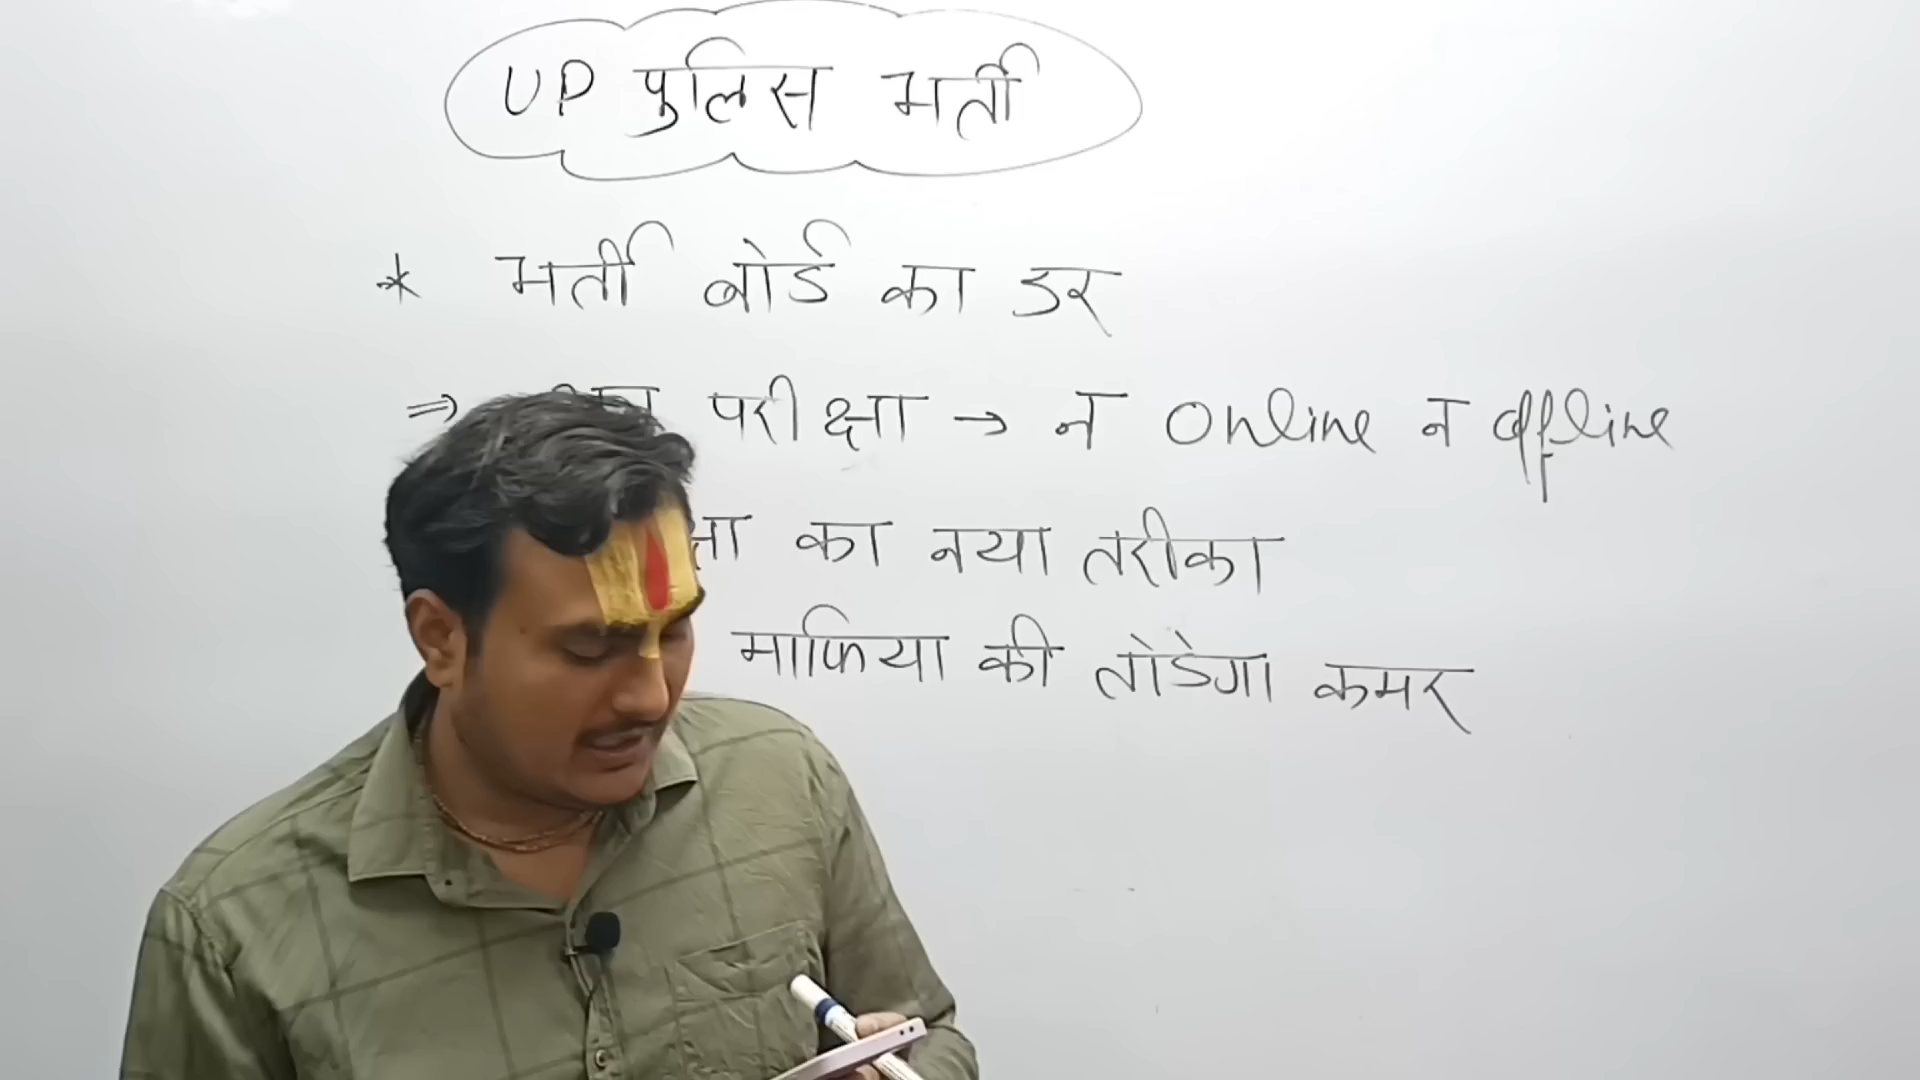 UP पुलिस भर्ती
* भर्ती बोर्ड का डर
⇒ परीक्षा → न Online न offline
का नया तरीका
माफिया की तोडेगा कमर